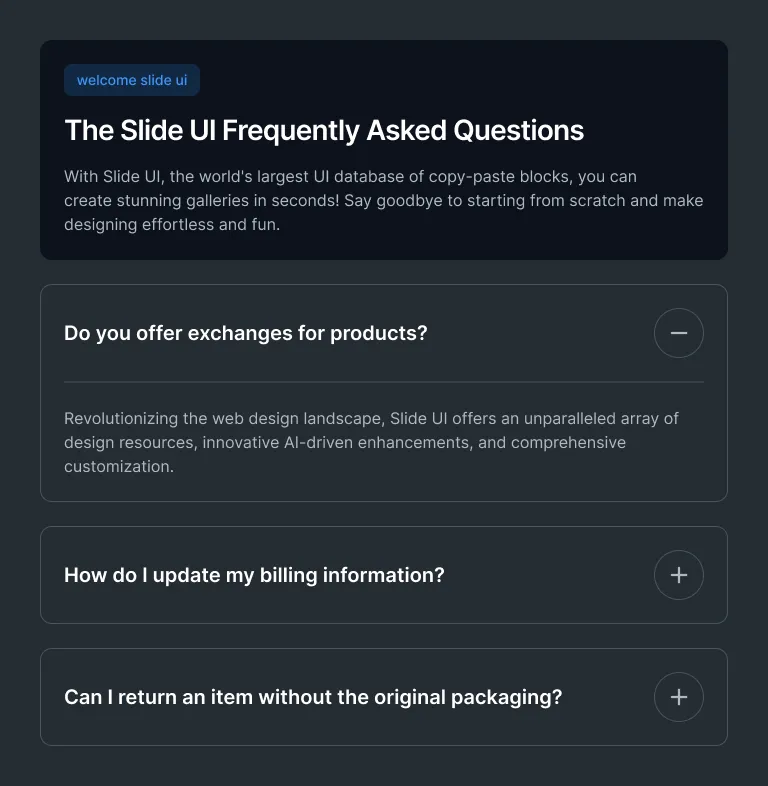 welcome slide ui
The Slide UI Frequently Asked Questions
With Slide UI, the world's largest UI database of copy-paste blocks, you can
create stunning galleries in seconds! Say goodbye to starting from scratch and make
designing effortless and fun.
Do you offer exchanges for products?
Revolutionizing the web design landscape, Slide UI offers an unparalleled array of
design resources, innovative AI-driven enhancements, and comprehensive
customization.
How do I update my billing information?
Can I return an item without the original packaging?